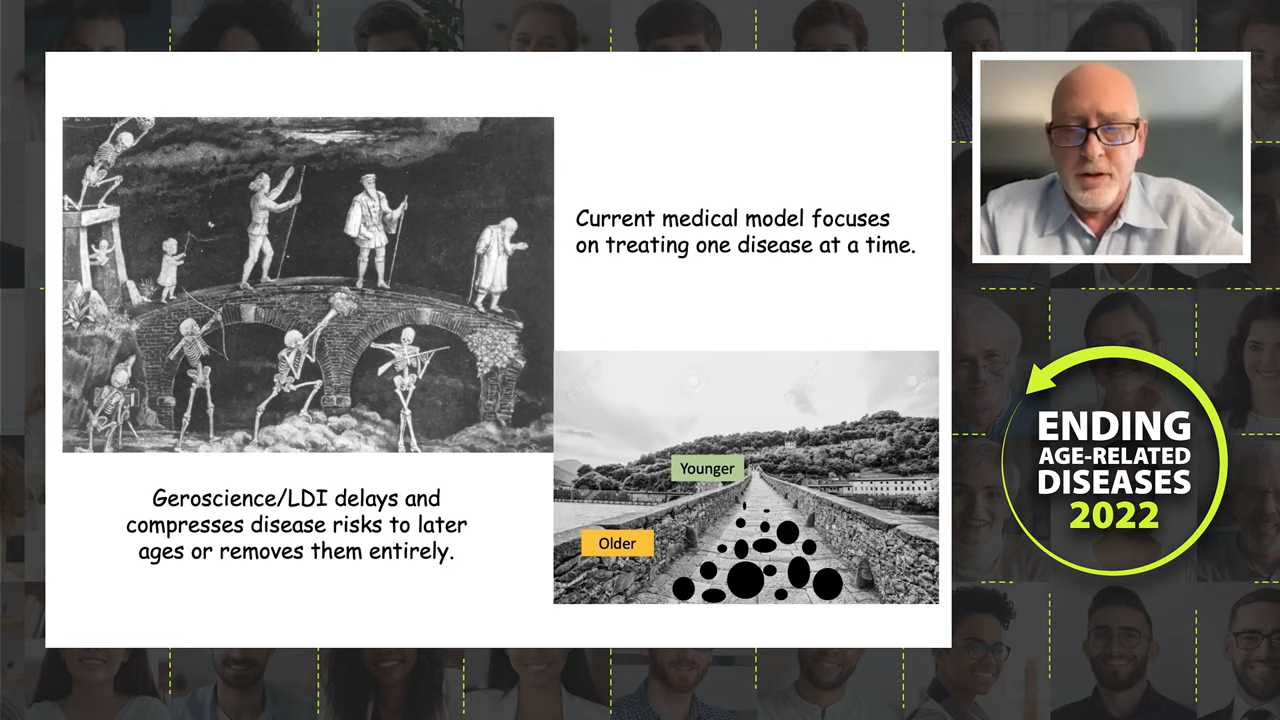 Current medical model focuses
on treating one disease at a time.
Younger
Older
Geroscience/LDI delays and
compresses disease risks to later
ages or removes them entirely.
ENDING
AGE-RELATED
DISEASES
2022